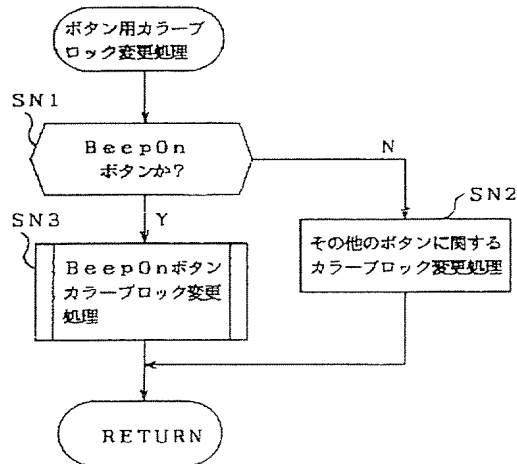 ボタン用カラーブ
ロック変更処理
SN1
BeepOn
ボタンか?
N
Y
SN2
その他のボタンに関する
カラーブロック変更処理
SN3
BeepOnボタン
カラーブロック変更
処理
RETURN